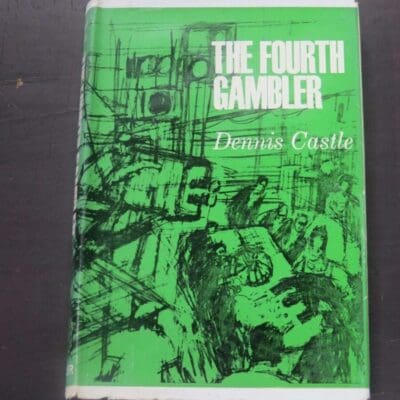 THE FOURTH
GAMBLER
Dennis Castle